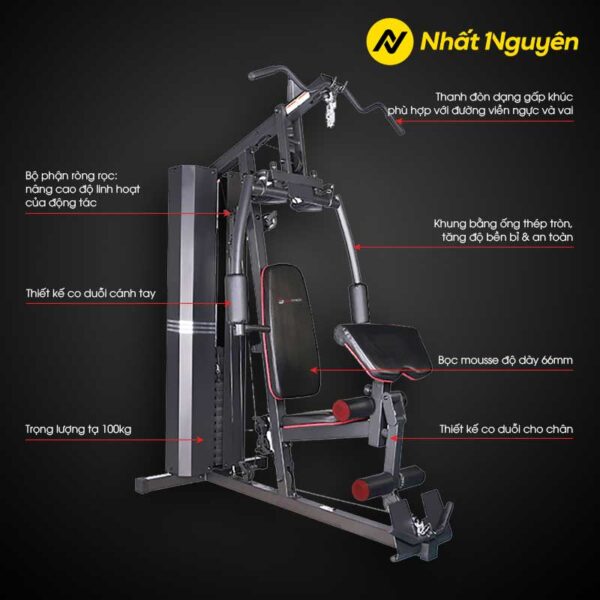 Nhất Nguyên
Thanh đòn dạng gấp khúc
phù hợp với đường viền ngực và vai
Bộ phận ròng rọc:
nâng cao độ linh hoạt
của động tác
Khung bằng ống thép tròn,
tăng độ bền bỉ & an toàn
Thiết kế co duỗi cánh tay
Bọc mousse độ dày 66mm
Trọng lượng tạ 100kg
Thiết kế co duỗi cho chân